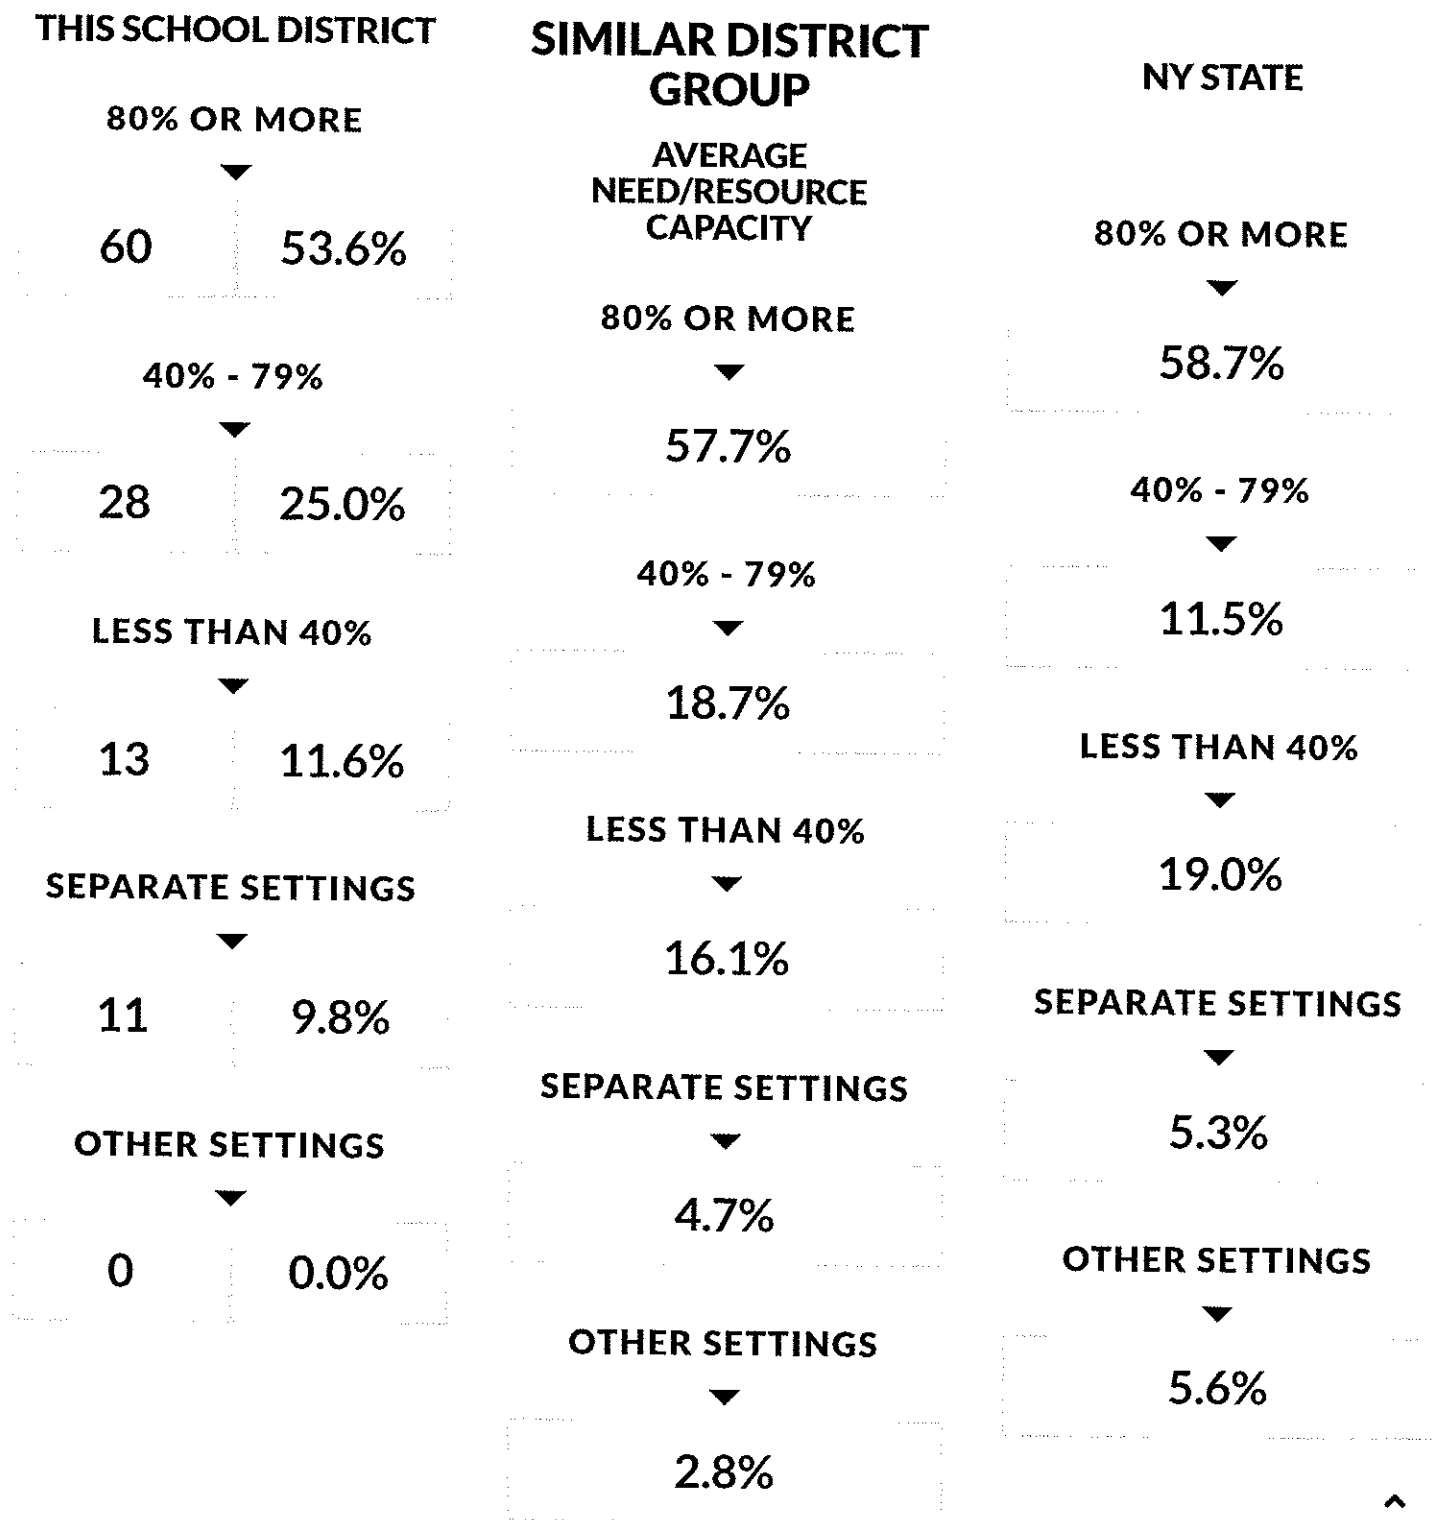 THIS SCHOOL DISTRICT
80% OR MORE
60 53.6%
40% - 79%
28 25.0%
LESS THAN 40%
13 11.6%
SEPARATE SETTINGS
11 9.8%
OTHER SETTINGS
0 0.0%
SIMILAR DISTRICT
GROUP
AVERAGE
NEED/RESOURCE
CAPACITY
80% OR MORE
57.7%
40% - 79%
18.7%
LESS THAN 40%
16.1%
SEPARATE SETTINGS
4.7%
OTHER SETTINGS
2.8%
NY STATE
80% OR MORE
58.7%
40% - 79%
11.5%
LESS THAN 40%
19.0%
SEPARATE SETTINGS
5.3%
OTHER SETTINGS
5.6%